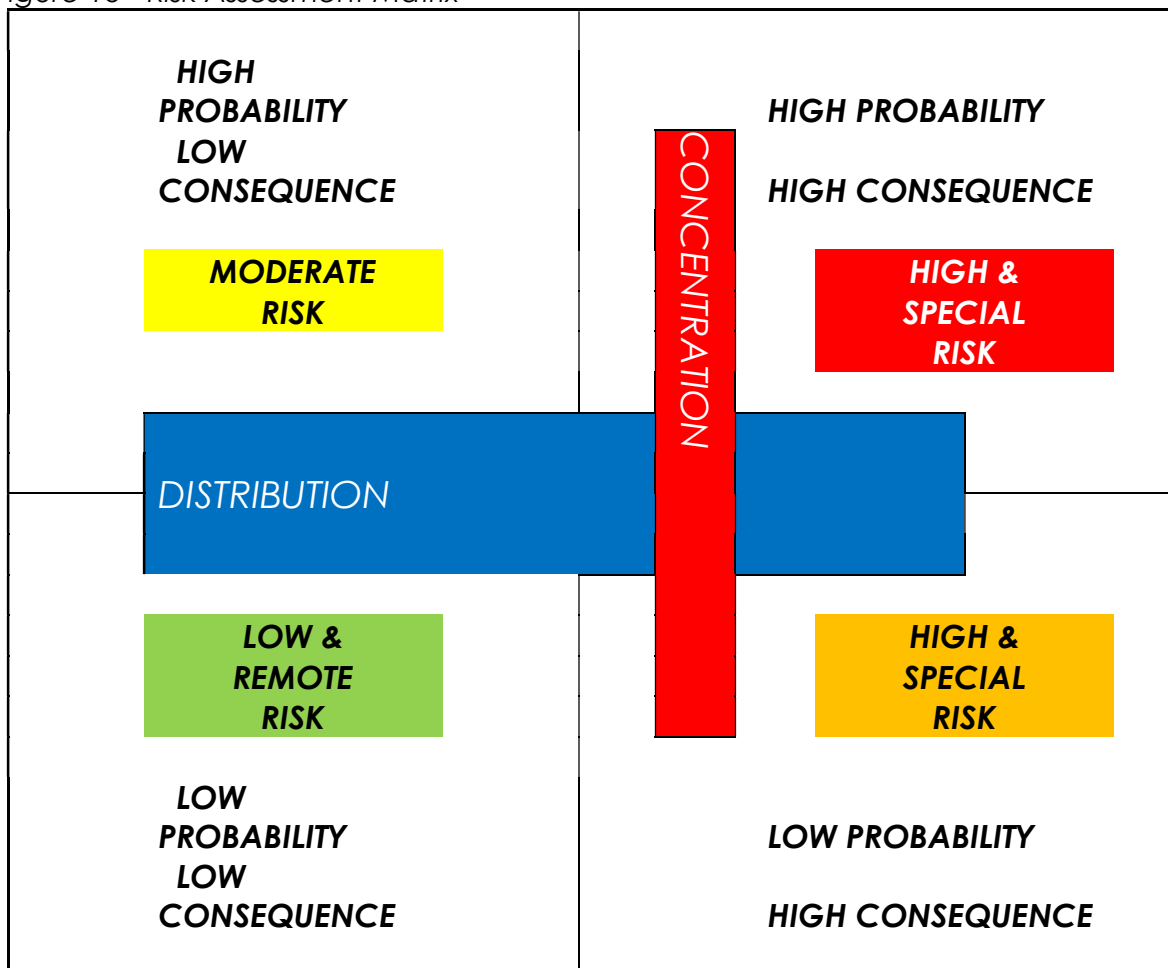 HIGH
PROBABILITY
LOW
CONSEQUENCE
MODERATE
RISK
HIGH PROBABILITY
HIGH CONSEQUENCE
HIGH &
SPECIAL
RISK
CONCENTRATION
DISTRIBUTION
LOW &
REMOTE
RISK
LOW
PROBABILITY
LOW
CONSEQUENCE
HIGH &
SPECIAL
RISK
LOW PROBABILITY
HIGH CONSEQUENCE